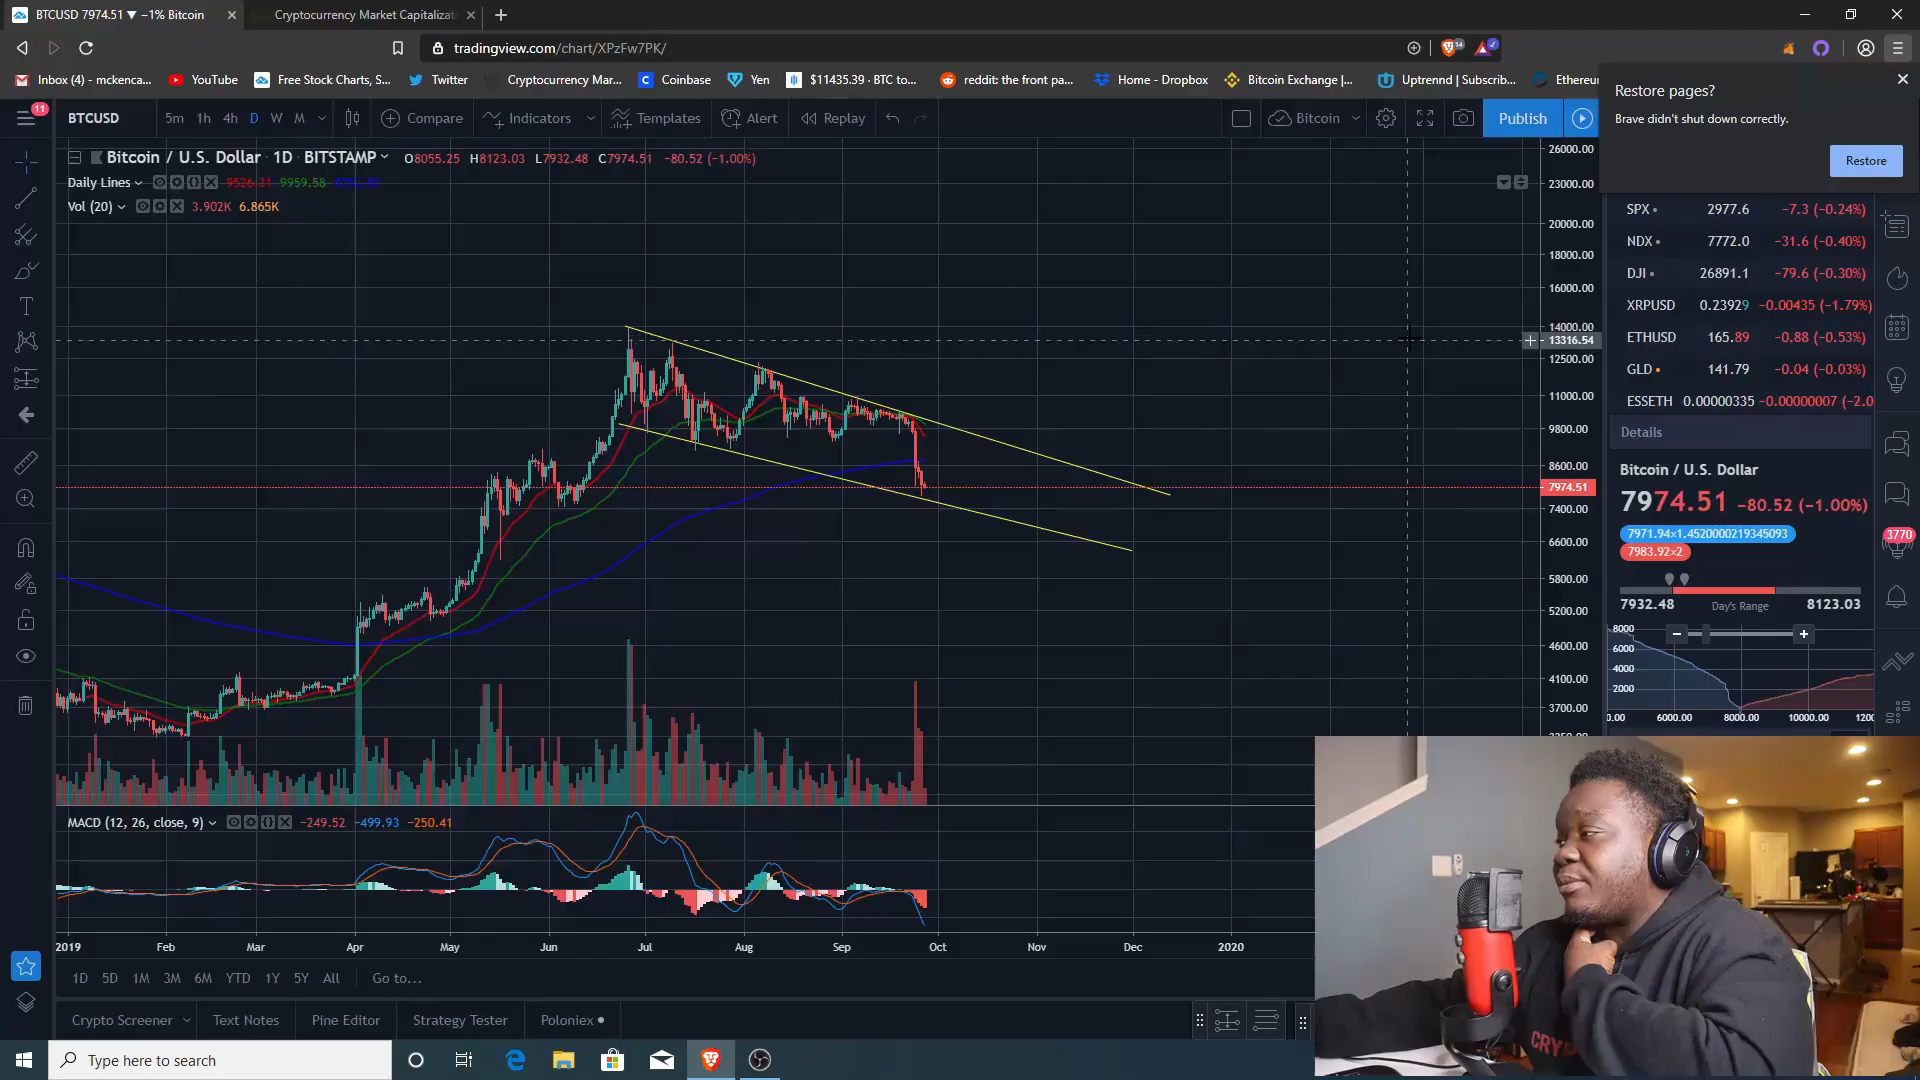 BTCUSD 7974.51 ▼ −1% Bitcoin
Cryptocurrency Market Capitalizat
tradingview.com/chart/XPzFw7PK/
14
Inbox (4) - mckenca...
YouTube
Free Stock Charts, S...
Twitter
Cryptocurrency Mar...
Coinbase
Yen
$11435.39 · BTC to...
reddit: the front pa...
Home - Dropbox
Bitcoin Exchange |...
Uptrennd | Subscrib...
Ethereu
Restore pages?
Brave didn't shut down correctly.
Restore
11
BTCUSD
5m 1h 4h D W M
Compare
Indicators
Templates
Alert
Replay
Bitcoin
Publish
Bitcoin / U.S. Dollar 1D BITSTAMP
O8055.25 H8123.03 L7932.48 C7974.51 −80.52 (−1.00%)
Daily Lines
9526.31 9959.58
Vol (20)
3.902K 6.865K
26000.00
23000.00
20000.00
18000.00
16000.00
14000.00
13316.54
12500.00
11000.00
9800.00
8600.00
7974.51
7400.00
6600.00
5800.00
5200.00
4600.00
4100.00
3700.00
SPX 2977.6 −7.3 (−0.24%)
NDX 7772.0 −31.6 (−0.40%)
DJI 26891.1 −79.6 (−0.30%)
XRPUSD 0.23929 −0.00435 (−1.79%)
ETHUSD 165.89 −0.88 (−0.53%)
GLD 141.79 −0.04 (−0.03%)
ESSETH 0.00000335 −0.00000007 (−2.0
Details
Bitcoin / U.S. Dollar
7974.51 −80.52 (−1.00%)
7971.94×1.4520000219345093
7983.92×2
3770
7932.48 Day's Range 8123.03
8000
6000
4000
2000
0.00 6000.00 8000.00 10000.00 1200
MACD (12, 26, close, 9)
−249.52 −499.93 −250.41
2019 Feb Mar Apr May Jun Jul Aug Sep Oct Nov Dec 2020
1D 5D 1M 3M 6M YTD 1Y 5Y All Go to...
Crypto Screener
Text Notes
Pine Editor
Strategy Tester
Poloniex
Type here to search
CRYP